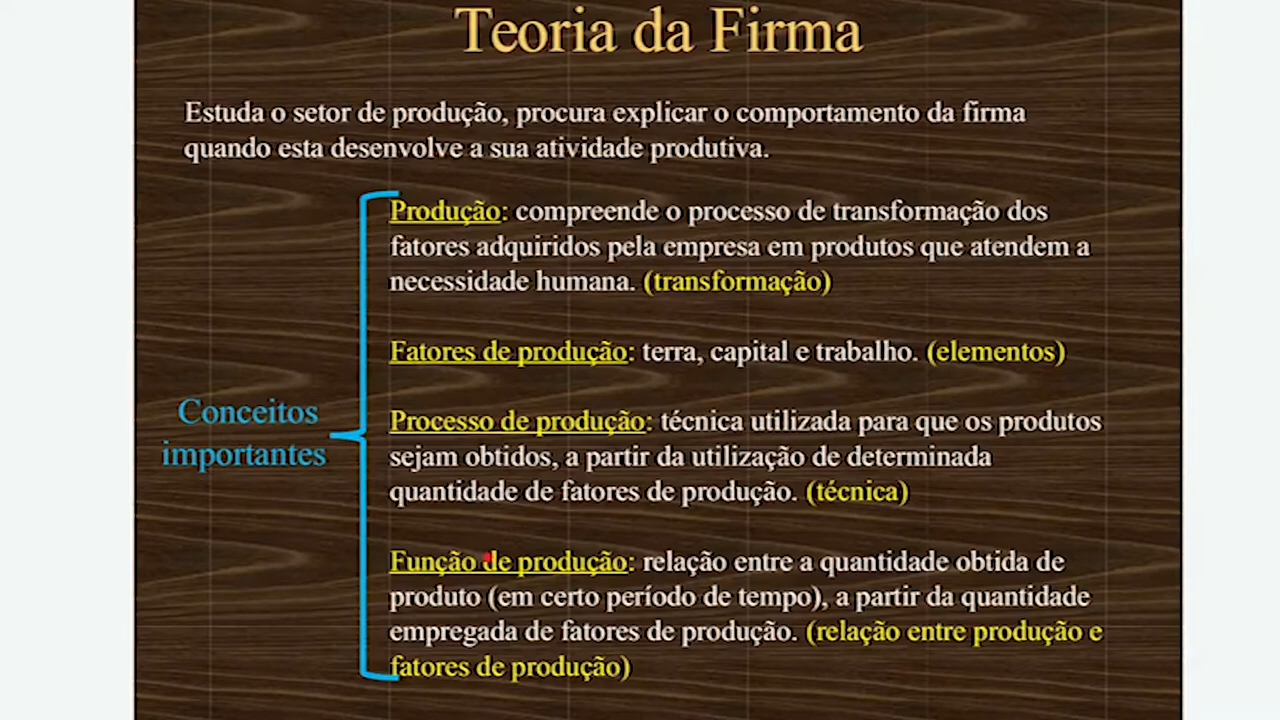 Teoria da Firma
Estuda o setor de produção, procura explicar o comportamento da firma
quando esta desenvolve a sua atividade produtiva.
Conceitos
importantes
Produção: compreende o processo de transformação dos
fatores adquiridos pela empresa em produtos que atendem a
necessidade humana. (transformação)
Fatores de produção: terra, capital e trabalho. (elementos)
Processo de produção: técnica utilizada para que os produtos
sejam obtidos, a partir da utilização de determinada
quantidade de fatores de produção. (técnica)
Função de produção: relação entre a quantidade obtida de
produto (em certo período de tempo), a partir da quantidade
empregada de fatores de produção. (relação entre produção e
fatores de produção)